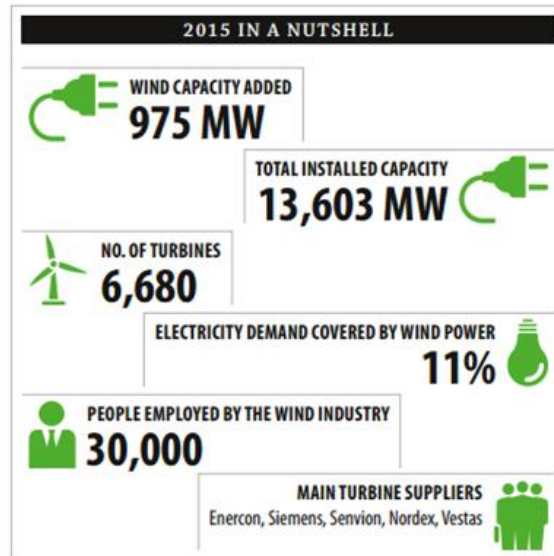 2015 IN A NUTSHELL
WIND CAPACITY ADDED
975 MW
TOTAL INSTALLED CAPACITY
13,603 MW
NO. OF TURBINES
6,680
ELECTRICITY DEMAND COVERED BY WIND POWER
11%
PEOPLE EMPLOYED BY THE WIND INDUSTRY
30,000
MAIN TURBINE SUPPLIERS
Enercon, Siemens, Senvion, Nordex, Vestas